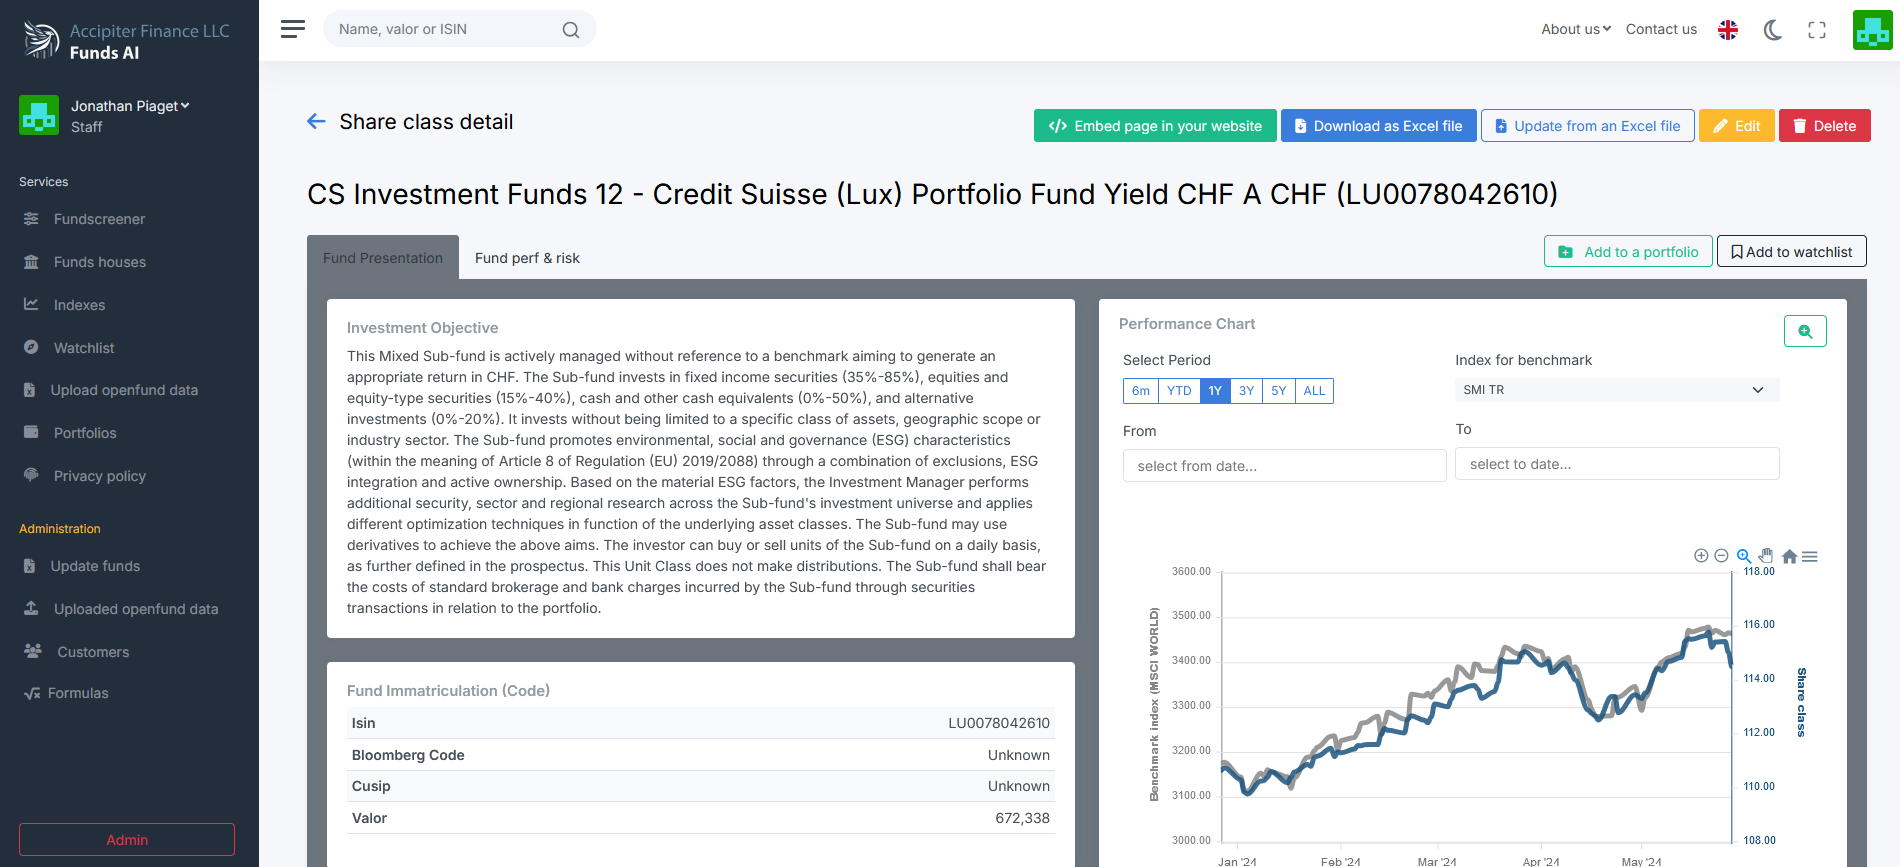 Accipiter Finance LLC
Funds AI
Name, valor or ISIN
About us
Contact us
Jonathan Piaget
Staff
Services
Fundscreener
Funds houses
Indexes
Watchlist
Upload openfund data
Portfolios
Privacy policy
Administration
Update funds
Uploaded openfund data
Customers
Formulas
Admin
Share class detail
Embed page in your website
Download as Excel file
Update from an Excel file
Edit
Delete
CS Investment Funds 12 - Credit Suisse (Lux) Portfolio Fund Yield CHF A CHF (LU0078042610)
Fund Presentation
Fund perf & risk
Add to a portfolio
Add to watchlist
Investment Objective
This Mixed Sub-fund is actively managed without reference to a benchmark aiming to generate an
appropriate return in CHF. The Sub-fund invests in fixed income securities (35%-85%), equities and
equity-type securities (15%-40%), cash and other cash equivalents (0%-50%), and alternative
investments (0%-20%). It invests without being limited to a specific class of assets, geographic scope or
industry sector. The Sub-fund promotes environmental, social and governance (ESG) characteristics
(within the meaning of Article 8 of Regulation (EU) 2019/2088) through a combination of exclusions, ESG
integration and active ownership. Based on the material ESG factors, the Investment Manager performs
additional security, sector and regional research across the Sub-fund's investment universe and applies
different optimization techniques in function of the underlying asset classes. The Sub-fund may use
derivatives to achieve the above aims. The investor can buy or sell units of the Sub-fund on a daily basis,
as further defined in the prospectus. This Unit Class does not make distributions. The Sub-fund shall bear
the costs of standard brokerage and bank charges incurred by the Sub-fund through securities
transactions in relation to the portfolio.
Fund Immatriculation (Code)
Isin LU0078042610
Bloomberg Code Unknown
Cusip Unknown
Valor 672,338
Performance Chart
Select Period
6m YTD 1Y 3Y 5Y ALL
Index for benchmark
SMI TR
From
select from date...
To
select to date...
Benchmark index (MSCI WORLD)
3600.00
3500.00
3400.00
3300.00
3200.00
3100.00
3000.00
118.00
116.00
114.00
112.00
110.00
108.00
Share class
Jan '24
Feb '24
Mar '24
Apr '24
May '24